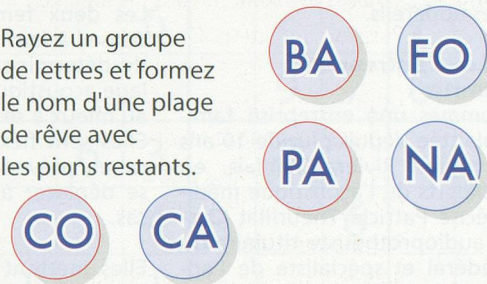 Rayez un groupe
de lettres et formez
le nom d'une plage
de rêve avec
les pions restants.
BA FO
PA NA
CO CA